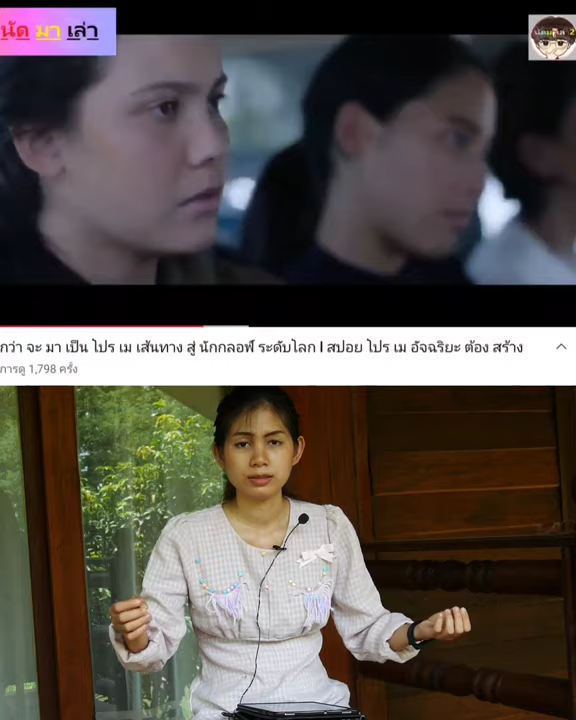 นัด มา เล่า
กว่า จะ มา เป็น โปร เม เส้นทาง สู่ นักกลอฟ์ ระดับโลก l สปอย โปร เม อัจฉริยะ ต้อง สร้าง
การดู 1,798 ครั้ง